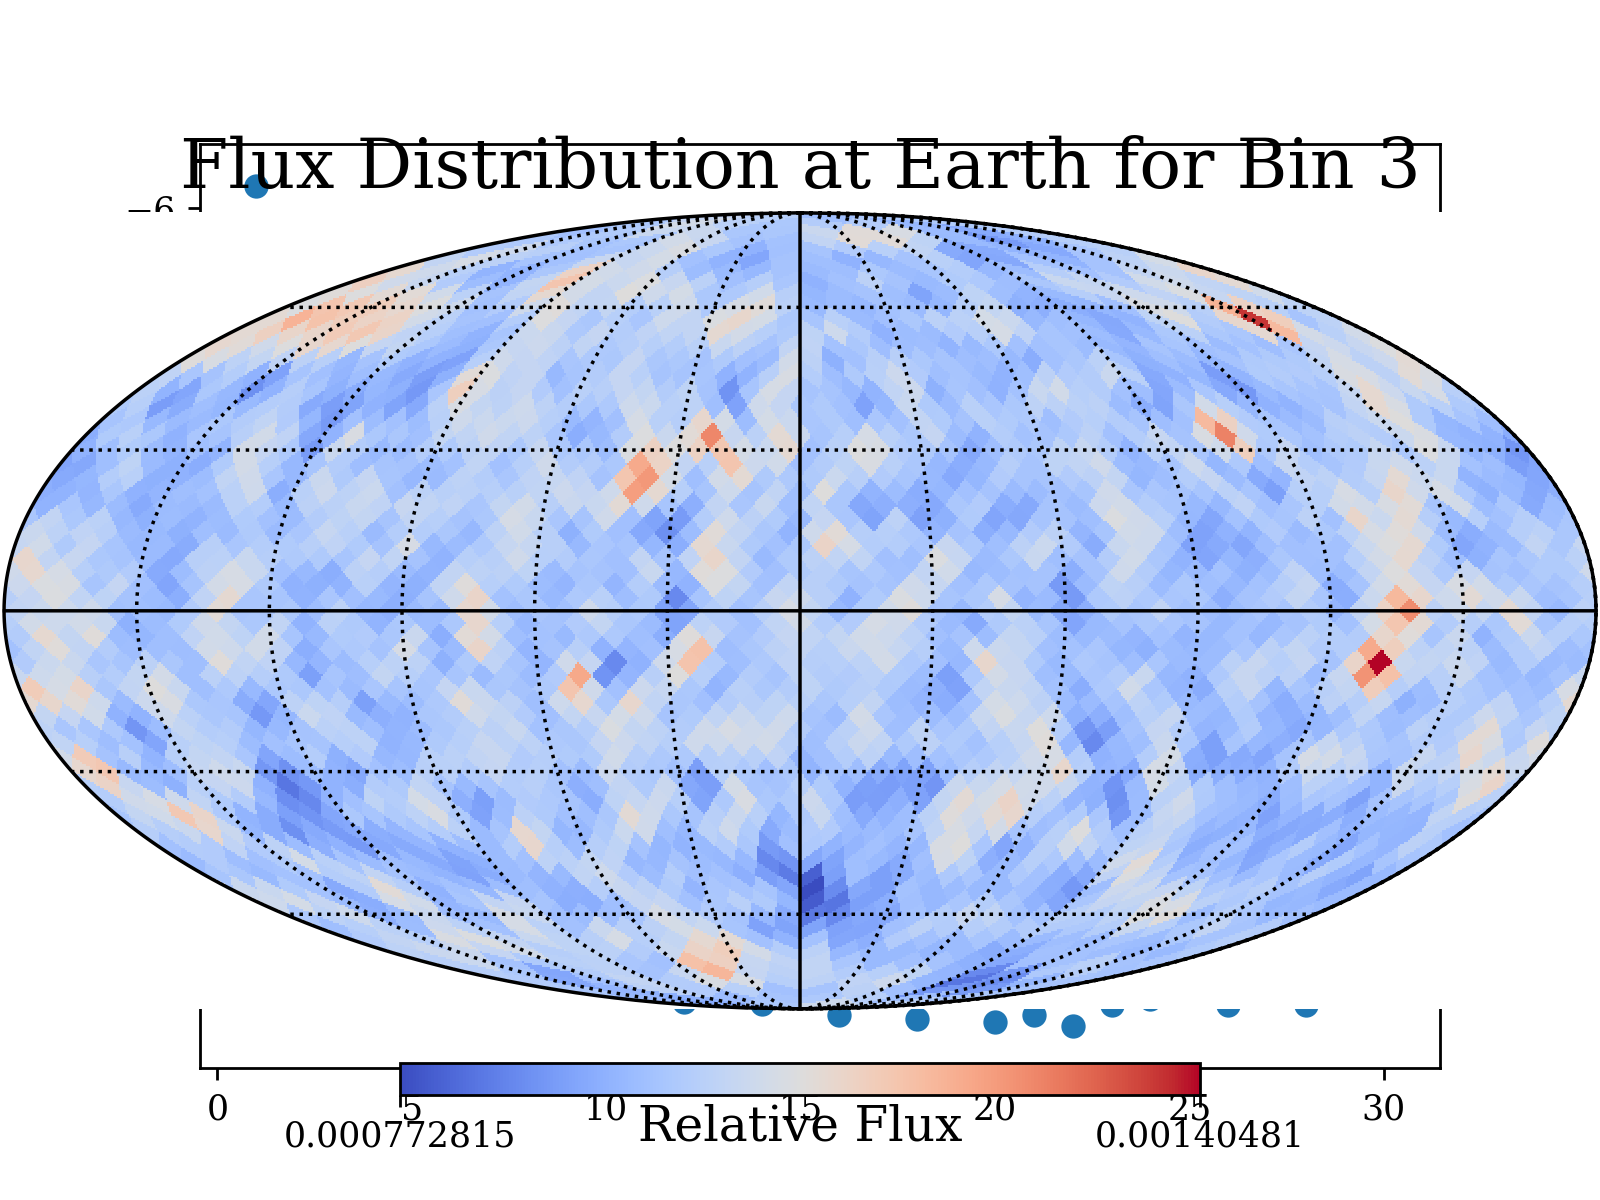 Flux Distribution at Earth for Bin 3
−6
0 5 10 15 20 25 30
Relative Flux
0.000772815 0.00140481